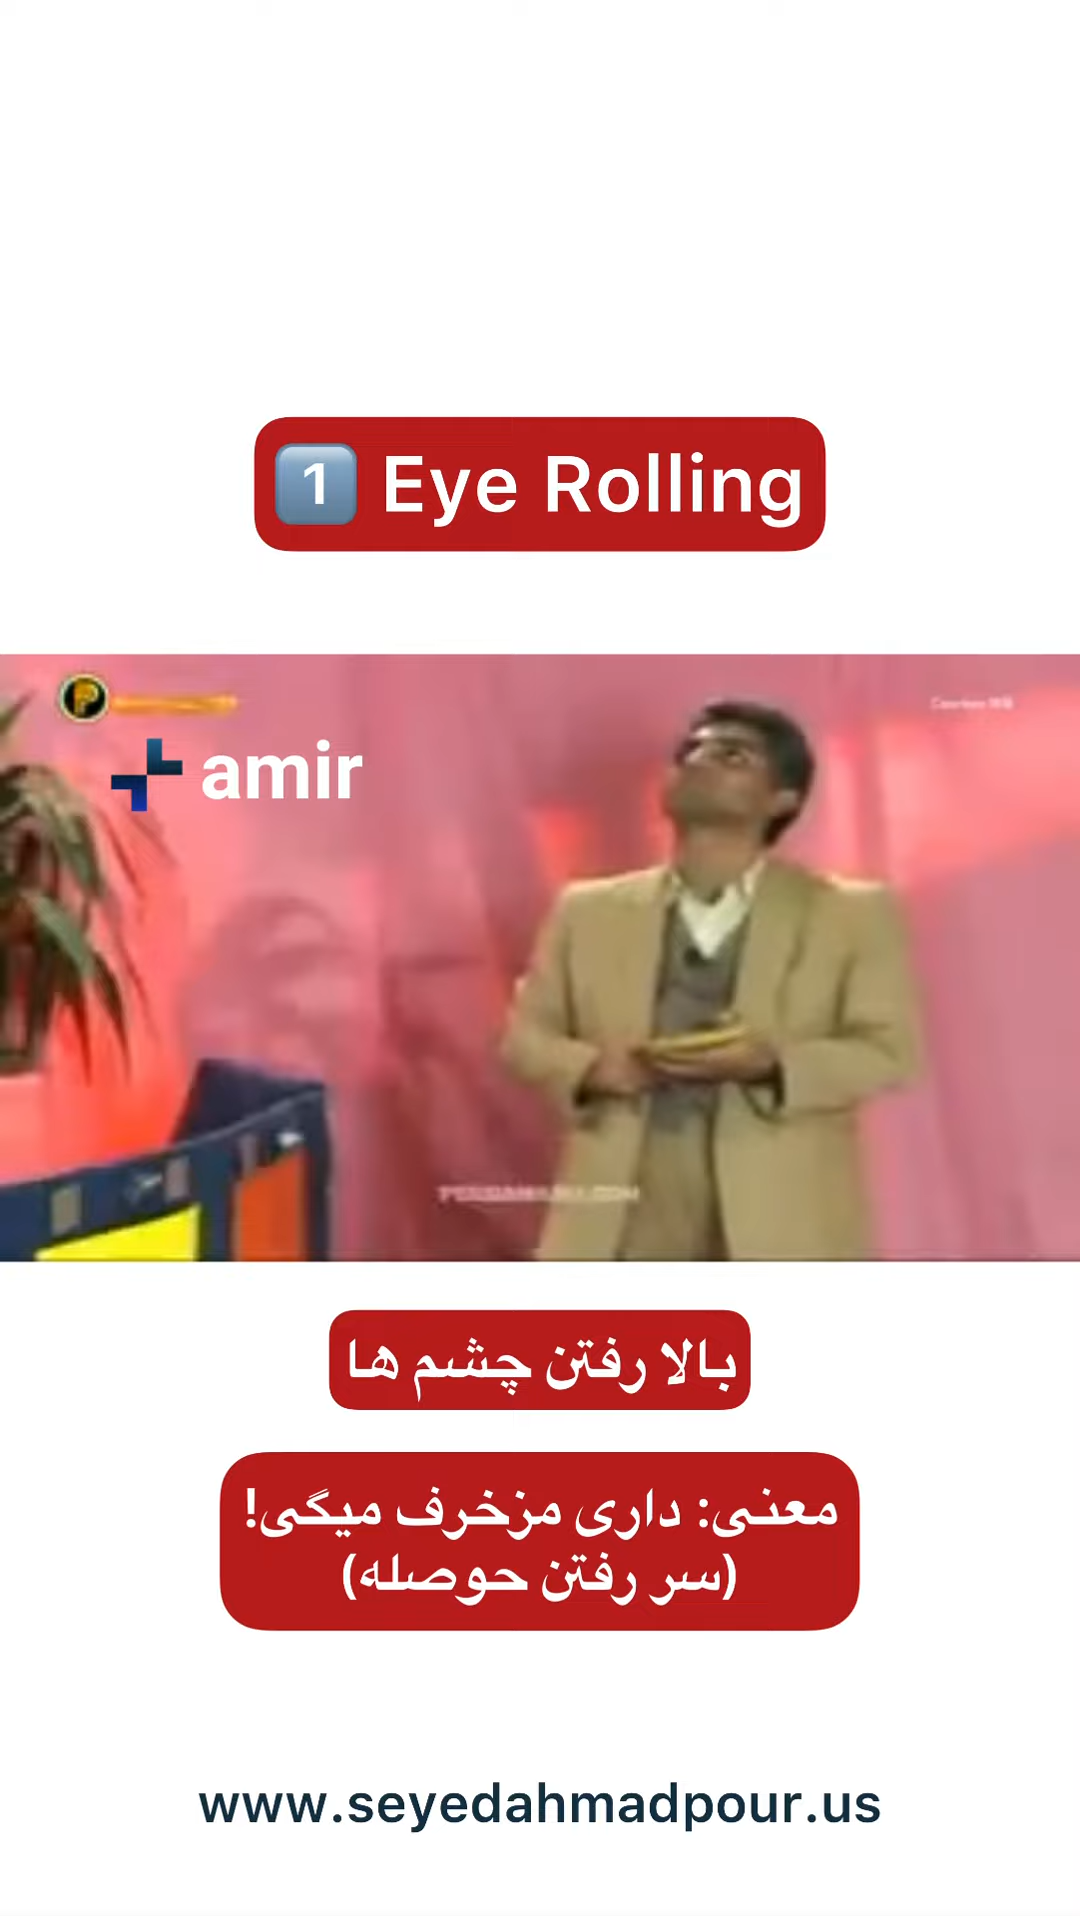 1 Eye Rolling
amir
بالا رفتن چشم ها
معنی: داری مزخرف میگی!
(سر رفتن حوصله)
www.seyedahmadpour.us